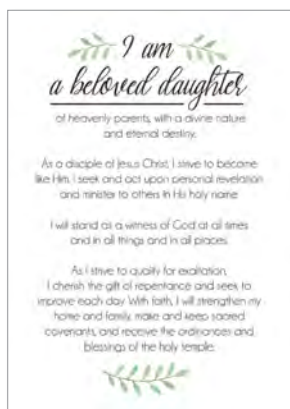 I am
a beloved daughter
of heavenly parents, with a divine nature
and eternal destiny.
As a disciple of Jesus Christ, I strive to become
like Him. I seek and act upon personal revelation
and minister to others in His holy name.
I will stand as a witness of God at all times
and in all things and in all places.
As I strive to qualify for exaltation,
I cherish the gift of repentance and seek to
improve each day. With faith, I will strengthen my
home and family, make and keep sacred
covenants, and receive the ordinances and
blessings of the holy temple.